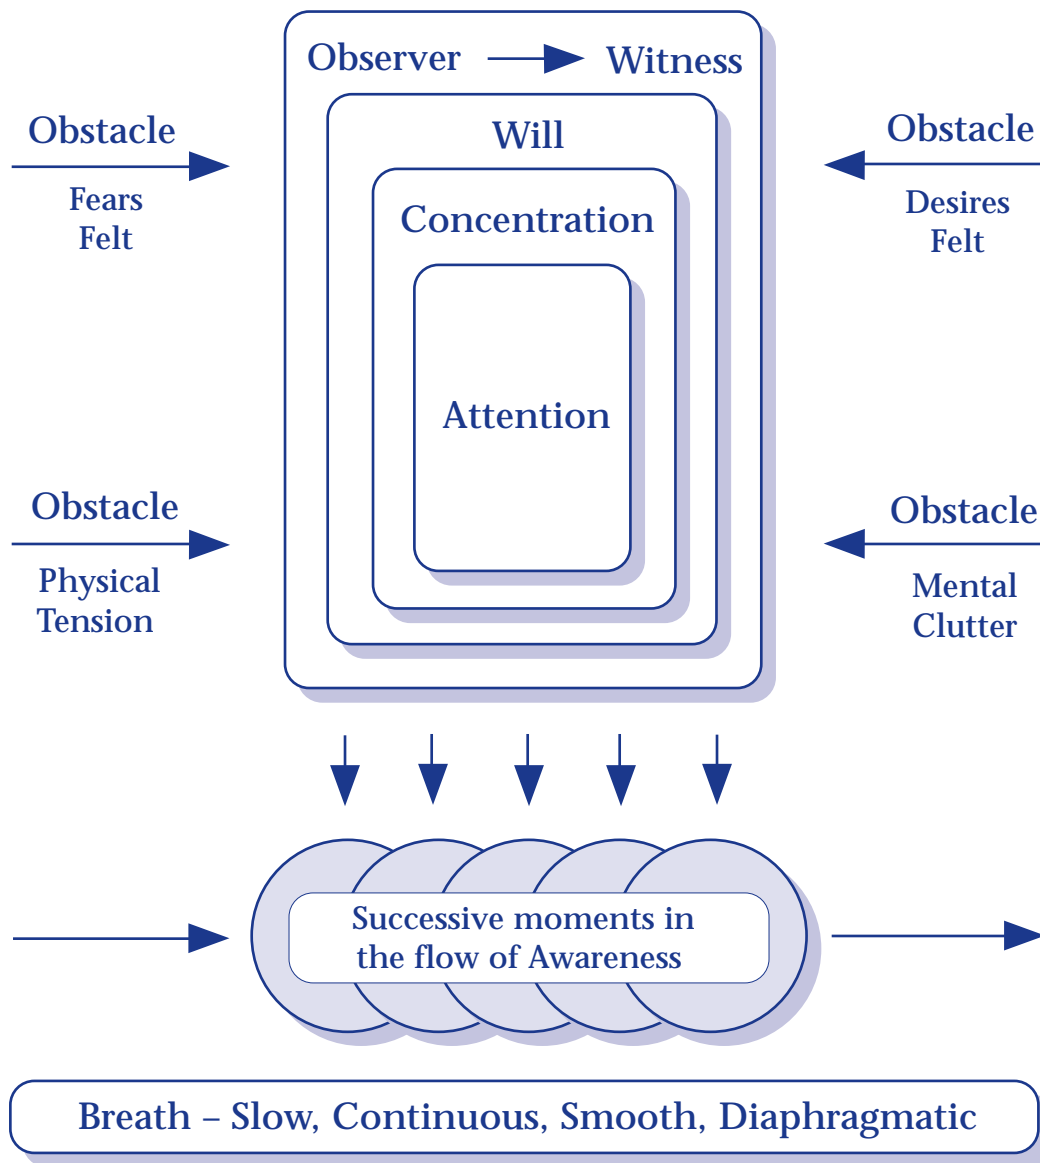 Observer
Witness
Will
Concentration
Attention
Obstacle
Fears
Felt
Obstacle
Desires
Felt
Obstacle
Physical
Tension
Obstacle
Mental
Clutter
Successive moments in
the flow of Awareness
Breath – Slow, Continuous, Smooth, Diaphragmatic